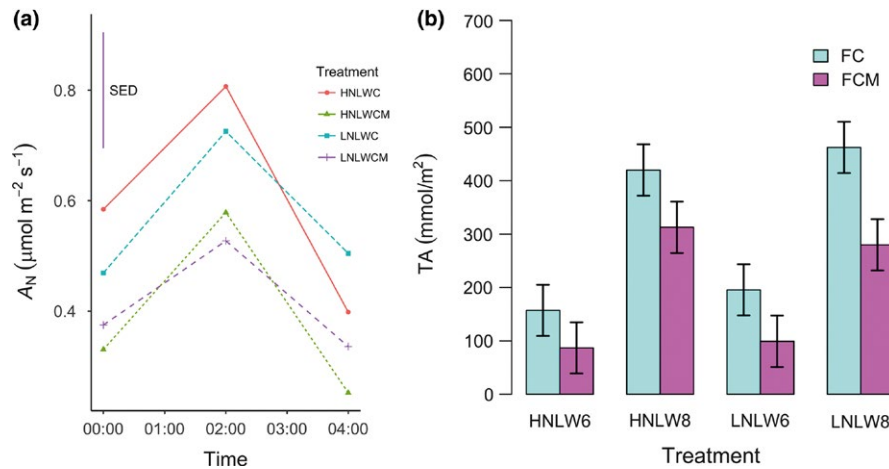 (a)
0.8
0.6
0.4
A_N (μmol m⁻² s⁻¹)
SED
Treatment
HNLWC
HNLWCM
LNLWC
LNLWCM
00:00 01:00 02:00 03:00 04:00
Time
(b)
700
600
500
400
300
200
100
0
TA (mmol/m²)
FC
FCM
HNLW6 HNLW8 LNLW6 LNLW8
Treatment